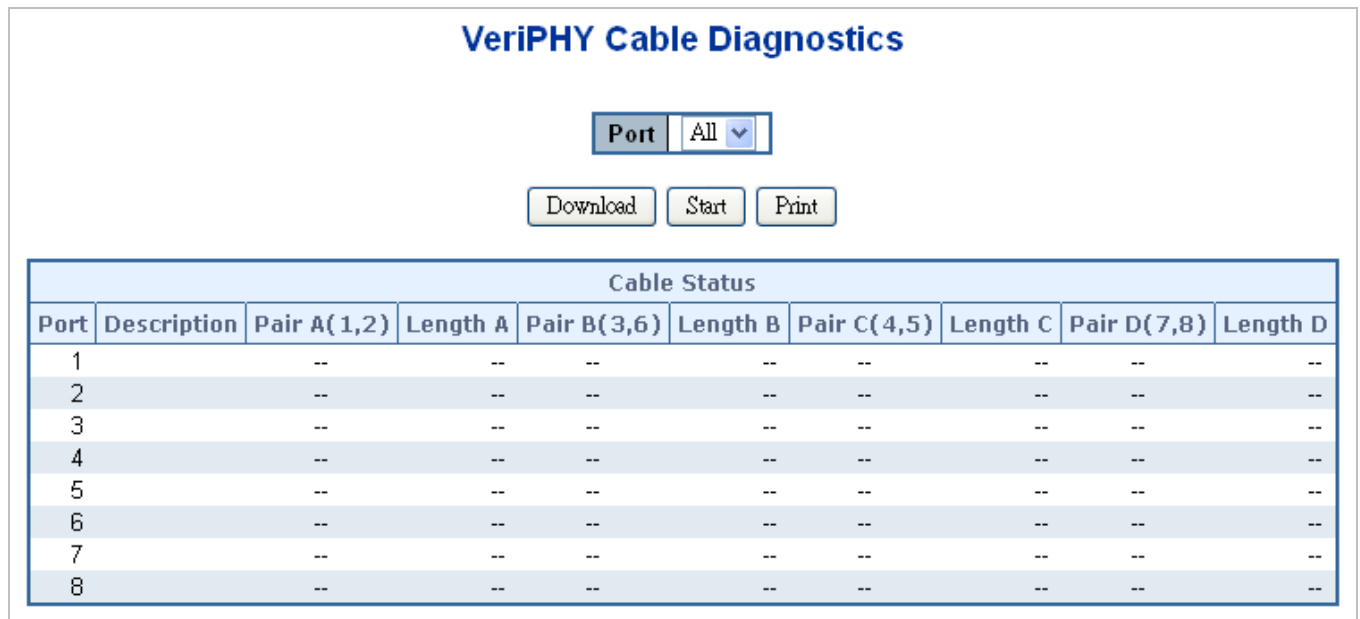 VeriPHY Cable Diagnostics
Port All
Download Start Print
Cable Status
Port Description Pair A(1,2) Length A Pair B(3,6) Length B Pair C(4,5) Length C Pair D(7,8) Length D
1 -- -- -- -- -- -- -- --
2 -- -- -- -- -- -- -- --
3 -- -- -- -- -- -- -- --
4 -- -- -- -- -- -- -- --
5 -- -- -- -- -- -- -- --
6 -- -- -- -- -- -- -- --
7 -- -- -- -- -- -- -- --
8 -- -- -- -- -- -- -- --